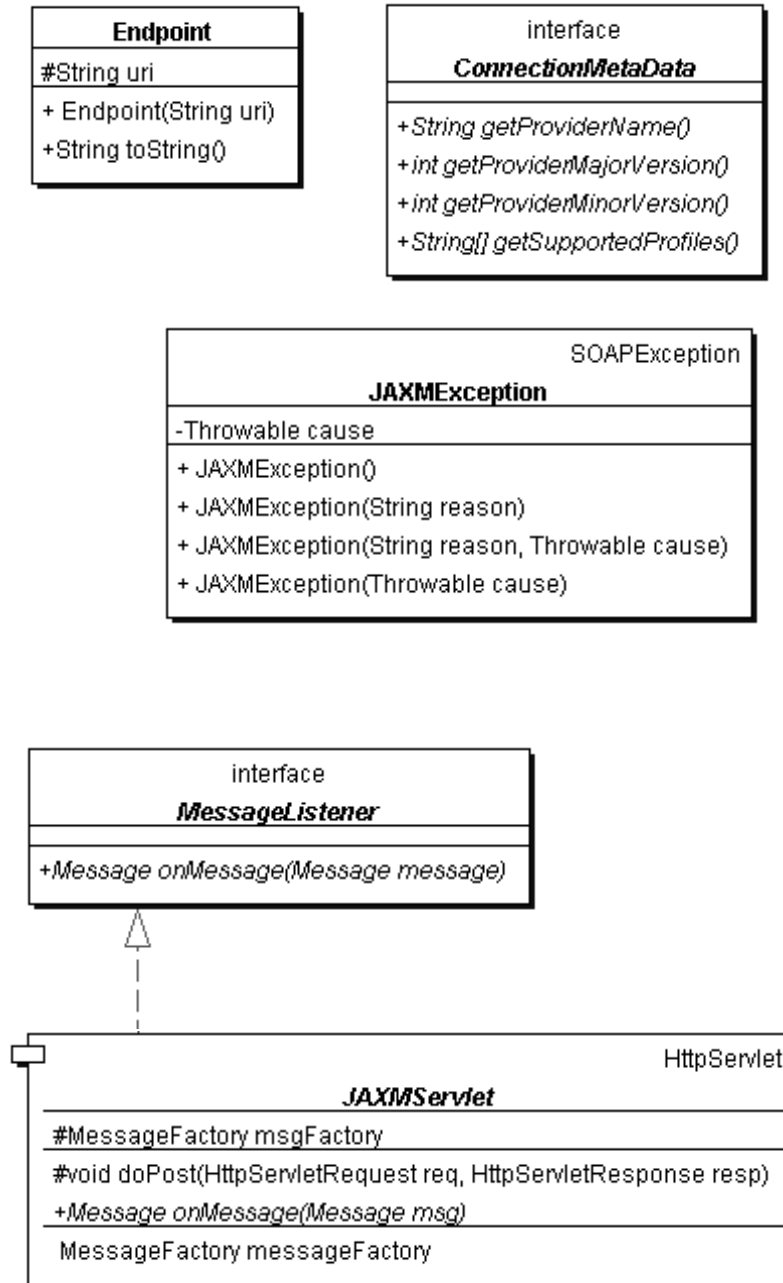 Endpoint
#String uri
+ Endpoint(String uri)
+String toString()
interface
ConnectionMetaData
+String getProviderName()
+int getProviderMajorVersion()
+int getProviderMinorVersion()
+String[] getSupportedProfiles()
SOAPException
JAXMException
-Throwable cause
+ JAXMException()
+ JAXMException(String reason)
+ JAXMException(String reason, Throwable cause)
+ JAXMException(Throwable cause)
interface
MessageListener
+Message onMessage(Message message)
HttpServlet
JAXMServlet
#MessageFactory msgFactory
#void doPost(HttpServletRequest req, HttpServletResponse resp)
+Message onMessage(Message msg)
MessageFactory messageFactory